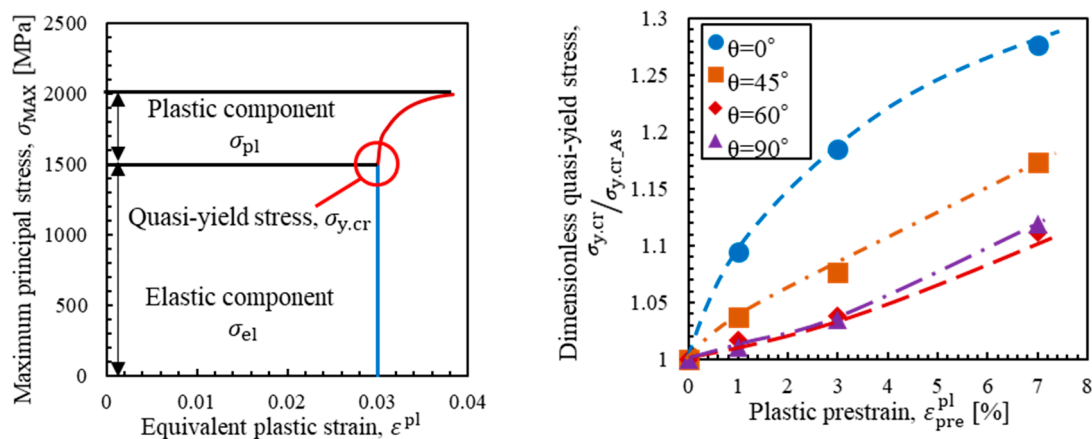 Maximum principal stress, σMAX [MPa]
2500
2000
1500
1000
500
0
Plastic component
σpl
Quasi-yield stress, σy.cr
Elastic component
σel
0 0.01 0.02 0.03 0.04
Equivalent plastic strain, εpl
Dimensionless quasi-yield stress,
σy.cr/σy.cr_As
1.3
1.25
1.2
1.15
1.1
1.05
1
θ=0°
θ=45°
θ=60°
θ=90°
0 1 2 3 4 5 6 7 8
Plastic prestrain, εplpre [%]